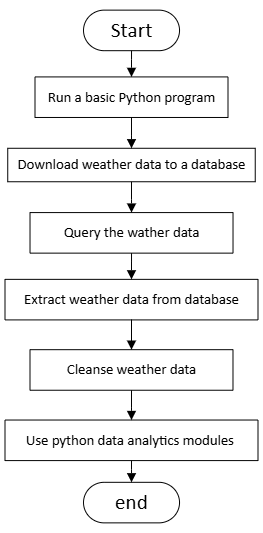 Start
Run a basic Python program
Download weather data to a database
Query the wather data
Extract weather data from database
Cleanse weather data
Use python data analytics modules
end